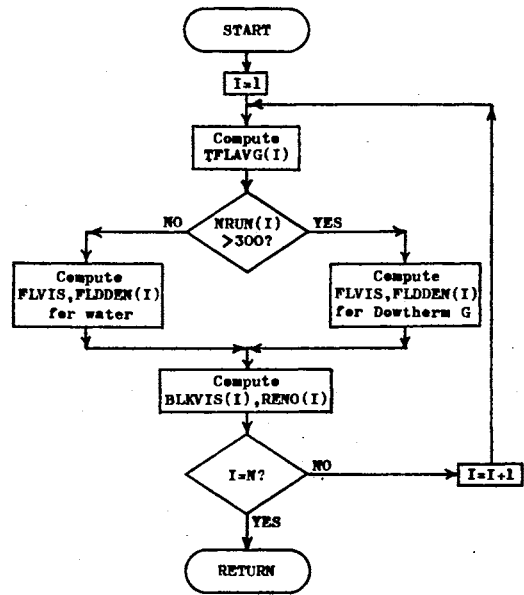 START
I=1
Compute
TFLAVG(I)
NRUN(I)
>300?
NO
YES
Compute
FLVIS,FLDDEN(I)
for water
Compute
FLVIS,FLDDEN(I)
for Dowtherm G
Compute
BLKVIS(I),RENO(I)
I=N?
NO
I=I+1
YES
RETURN